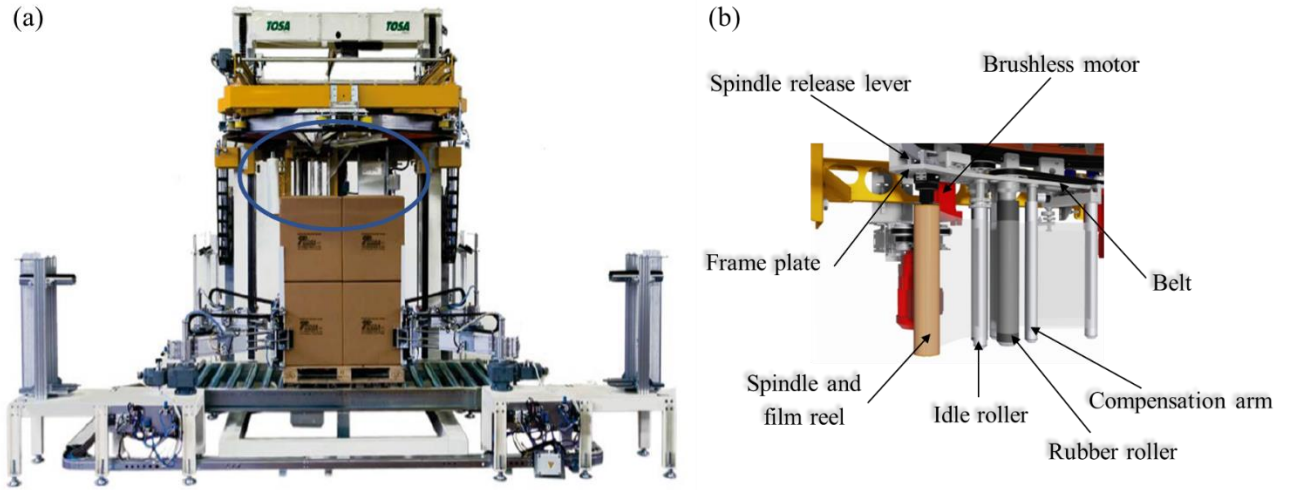 (a)
TOSA TOSA
(b)
Brushless motor
Spindle release lever
Frame plate
Belt
Spindle and
film reel
Idle roller
Compensation arm
Rubber roller